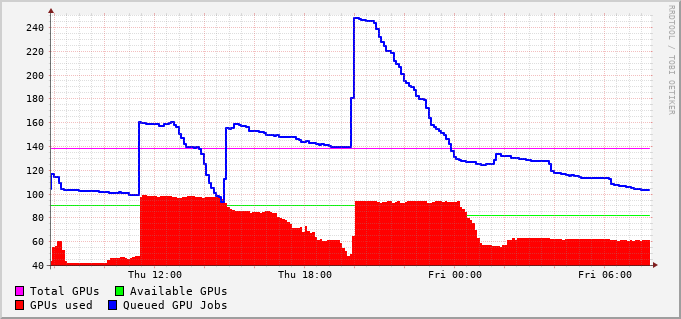 RRDTOOL / TOBI OETIKER
240
220
200
180
160
140
120
100
80
60
40
Thu 12:00 Thu 18:00 Fri 00:00 Fri 06:00
Total GPUs Available GPUs
GPUs used Queued GPU Jobs